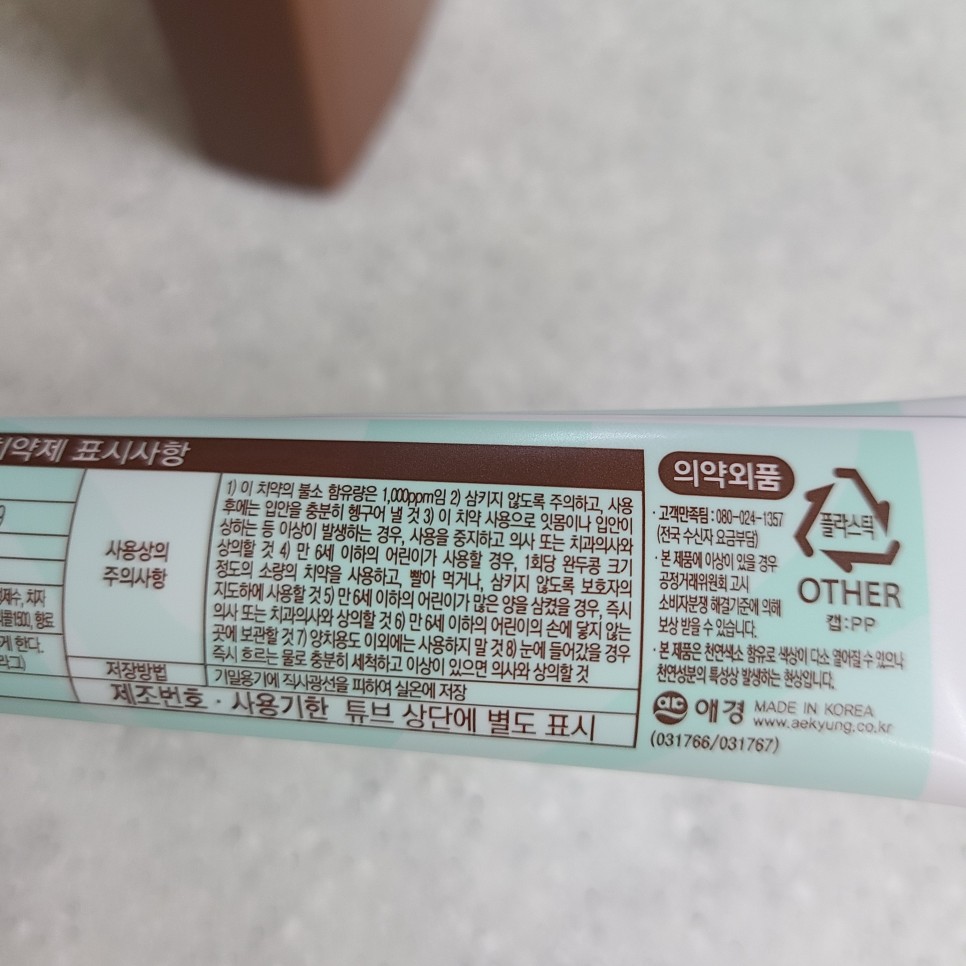 치약제 표시사항
제수, 치자
콜1500, 향료
게 한다.
사용상의
주의사항
1) 이 치약의 불소 함유량은 1,000ppm임 2) 삼키지 않도록 주의하고, 사용
후에는 입안을 충분히 헹구어 낼 것 3) 이 치약 사용으로 잇몸이나 입안이
상하는 등 이상이 발생하는 경우, 사용을 중지하고 의사 또는 치과의사와
상의할 것 4) 만 6세 이하의 어린이가 사용할 경우, 1회당 완두콩 크기
정도의 소량의 치약을 사용하고, 빨아 먹거나, 삼키지 않도록 보호자의
지도하에 사용할 것 5) 만 6세 이하의 어린이가 많은 양을 삼켰을 경우, 즉시
의사 또는 치과의사와 상의할 것 6) 만 6세 이하의 어린이의 손에 닿지 않는
곳에 보관할 것 7) 양치용도 이외에는 사용하지 말 것 8) 눈에 들어갔을 경우
즉시 흐르는 물로 충분히 세척하고 이상이 있으면 의사와 상의할 것
저장방법
기밀용기에 직사광선을 피하여 실온에 저장
제조번호 · 사용기한 튜브 상단에 별도 표시
의약외품
· 고객만족팀 : 080-024-1357
(전국 수신자 요금부담)
· 본 제품에 이상이 있을 경우
공정거래위원회 고시
소비자분쟁 해결기준에 의해
보상 받을 수 있습니다.
플라스틱
OTHER
캡:PP
· 본 제품은 천연색소 함유로 색상이 다소 옅어질 수 있으나
천연성분의 특성상 발생하는 현상입니다.
애경 MADE IN KOREA
www.aekyung.co.kr
(031766/031767)